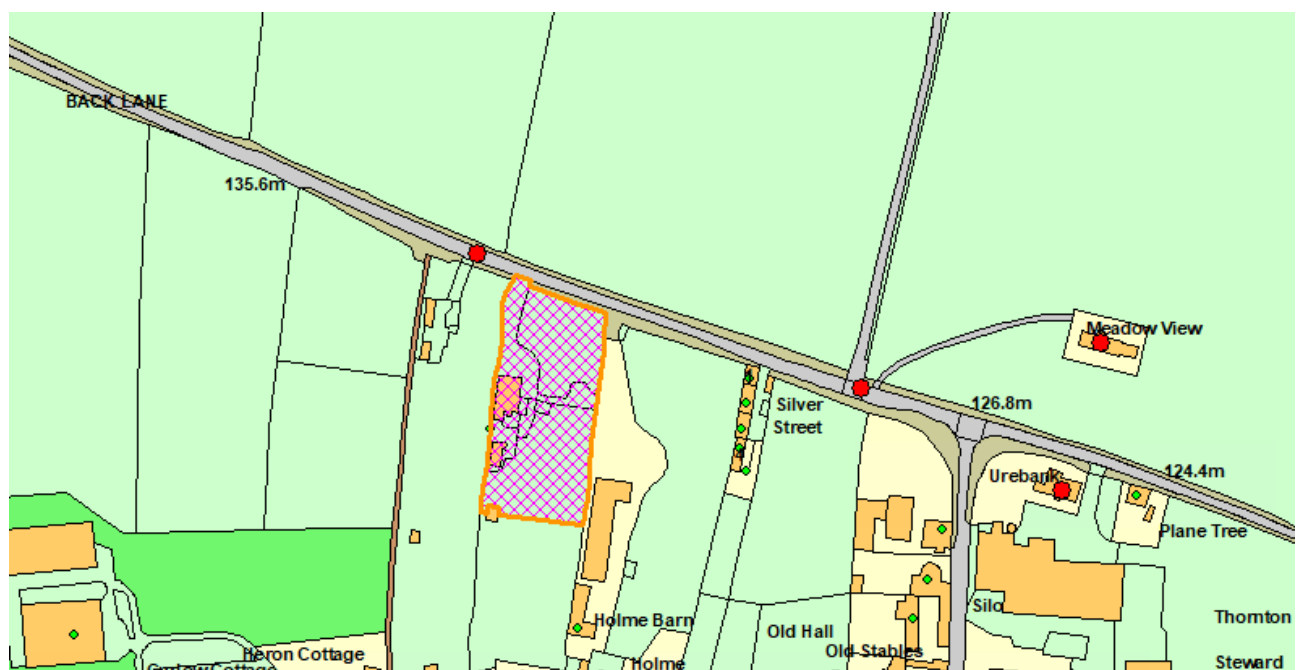 BACK LANE
135.6m
Meadow View
126.8m
Silver
Street
124.4m
Urebank
Plane Tree
Silo
Holme Barn
Thornton
Old Hall
Heron Cottage
Old Stables
Holme
Steward
Cottage